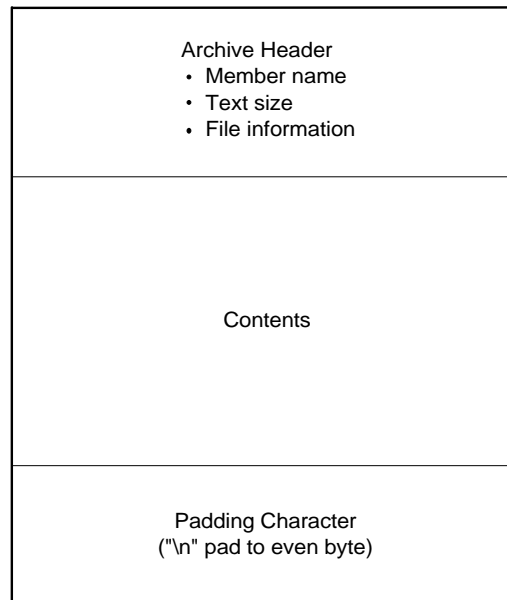 Archive Header
• Member name
• Text size
• File information
Contents
Padding Character
("\n" pad to even byte)